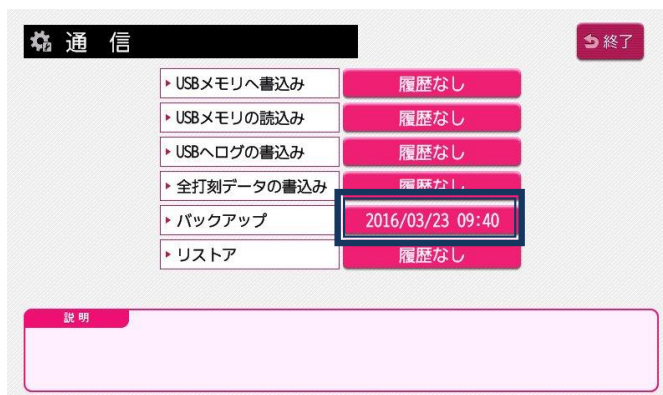 通 信
終了
USBメモリへ書込み 履歴なし
USBメモリの読込み 履歴なし
USBへログの書込み 履歴なし
全打刻データの書込み 履歴なし
バックアップ 2016/03/23 09:40
リストア 履歴なし
説明